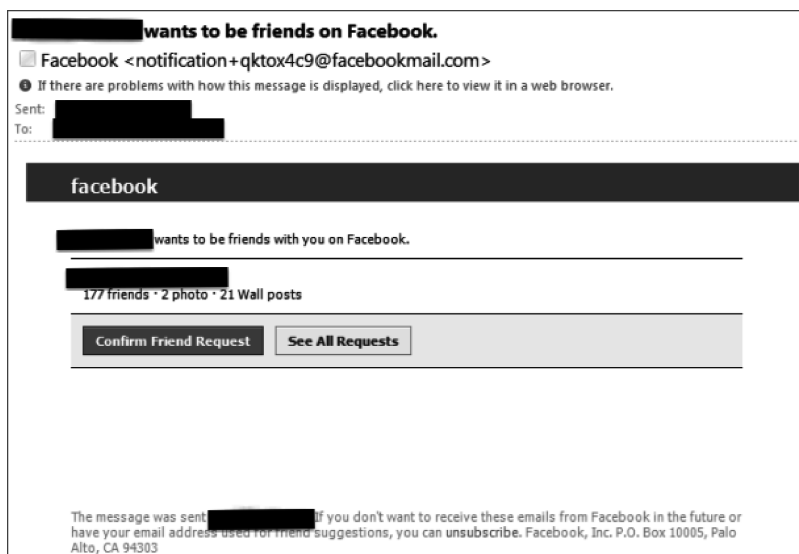 wants to be friends on Facebook.
Facebook <notification+qktox4c9@facebookmail.com>
If there are problems with how this message is displayed, click here to view it in a web browser.
Sent:
To:
facebook
wants to be friends with you on Facebook.
177 friends · 2 photo · 21 Wall posts
Confirm Friend Request See All Requests
The message was sent If you don't want to receive these emails from Facebook in the future or
have your email address used for friend suggestions, you can unsubscribe. Facebook, Inc. P.O. Box 10005, Palo
Alto, CA 94303